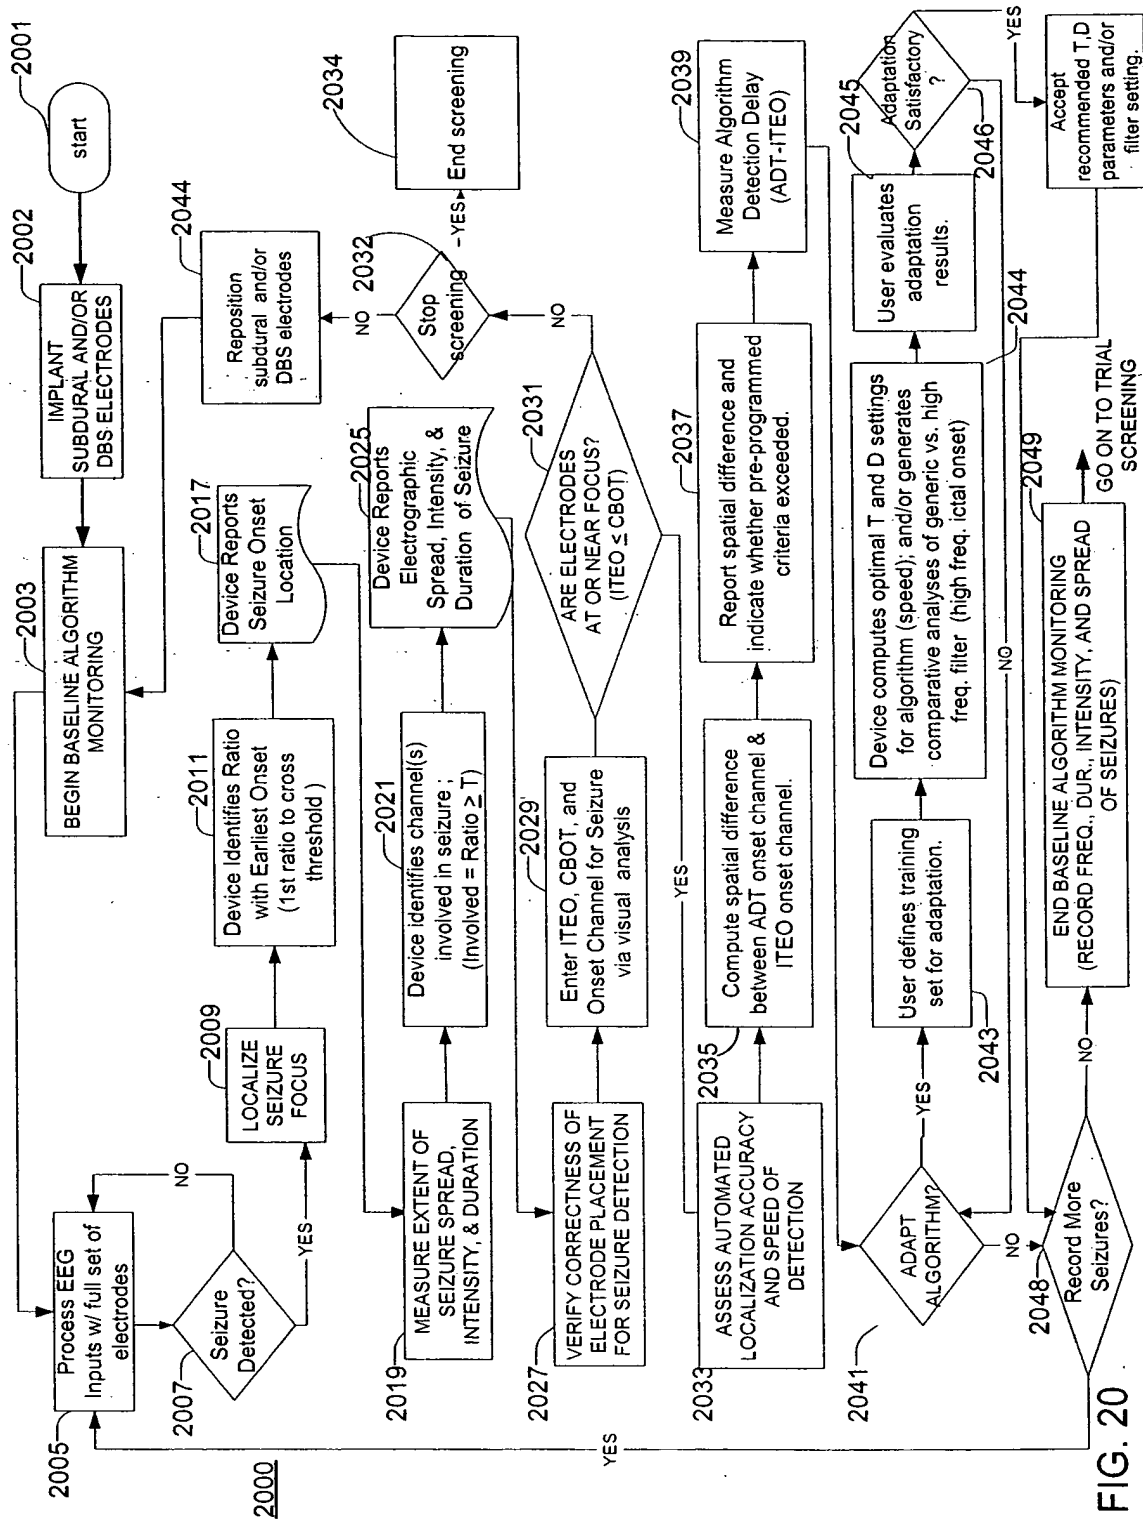 2001
start
2002
IMPLANT
SUBDURAL AND/OR
DBS ELECTRODES
2003
BEGIN BASELINE ALGORITHM
MONITORING
2005
Process EEG
Inputs w/ full set of
electrodes
2007
Seizure
Detected?
NO
YES
2009
LOCALIZE
SEIZURE
FOCUS
2011
Device Identifies Ratio
with Earliest Onset
(1st ratio to cross
threshold )
2017
Device Reports
Seizure Onset
Location
2019
MEASURE EXTENT OF
SEIZURE SPREAD,
INTENSITY, & DURATION
2021
Device identifies channel(s)
involved in seizure ;
(Involved = Ratio ≥ T)
2025
Device Reports
Electrographic
Spread, Intensity, &
Duration of Seizure
2027
VERIFY CORRECTNESS OF
ELECTRODE PLACEMENT
FOR SEIZURE DETECTION
2029
Enter ITEO, CBOT, and
Onset Channel for Seizure
via visual analysis
2031
ARE ELECTRODES
AT OR NEAR FOCUS?
(ITEO ≤ CBOT)
NO
YES
2032
Stop
screening
NO
YES
2034
End screening
2044
Reposition
subdural and/or
DBS electrodes
2033
ASSESS AUTOMATED
LOCALIZATION ACCURACY
AND SPEED OF
DETECTION
2035
Compute spatial difference
between ADT onset channel &
ITEO onset channel.
2037
Report spatial difference and
indicate whether pre-programmed
criteria exceeded.
2039
Measure Algorithm
Detection Delay
(ADT-ITEO)
2041
ADAPT
ALGORITHM?
YES
NO
2043
User defines training
set for adaptation.
2044
Device computes optimal T and D settings
for algorithm (speed); and/or generates
comparative analyses of generic vs. high
freq. filter (high freq. ictal onset)
2045
User evaluates
adaptation
results.
2046
Adaptation
Satisfactory
?
NO
YES
Accept
recommended T,D
parameters and/or
filter setting.
2048
Record More
Seizures?
YES
NO
2049
END BASELINE ALGORITHM MONITORING
(RECORD FREQ., DUR., INTENSITY, AND SPREAD
OF SEIZURES)
GO ON TO TRIAL
SCREENING
2000
FIG. 20